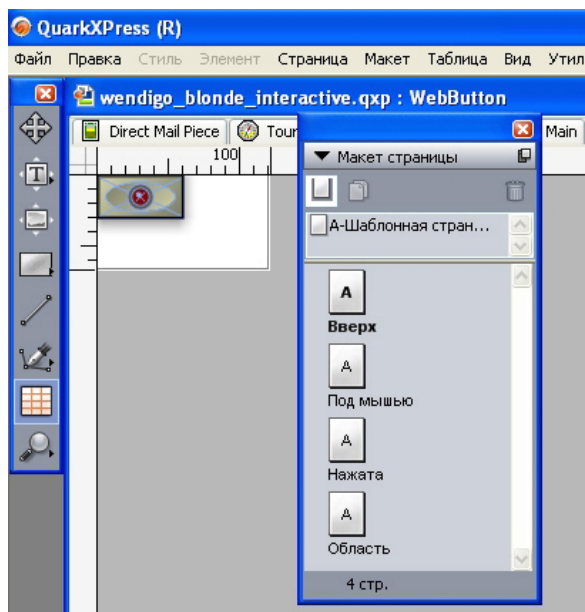 QuarkXPress (R)
Файл Правка Стиль Элемент Страница Макет Таблица Вид Утил
wendigo_blonde_interactive.qxp : WebButton
Direct Mail Piece Tour Main
100
T
Макет страницы
А-Шаблонная стран...
A
Вверх
A
Под мышью
A
Нажата
A
Область
4 стр.